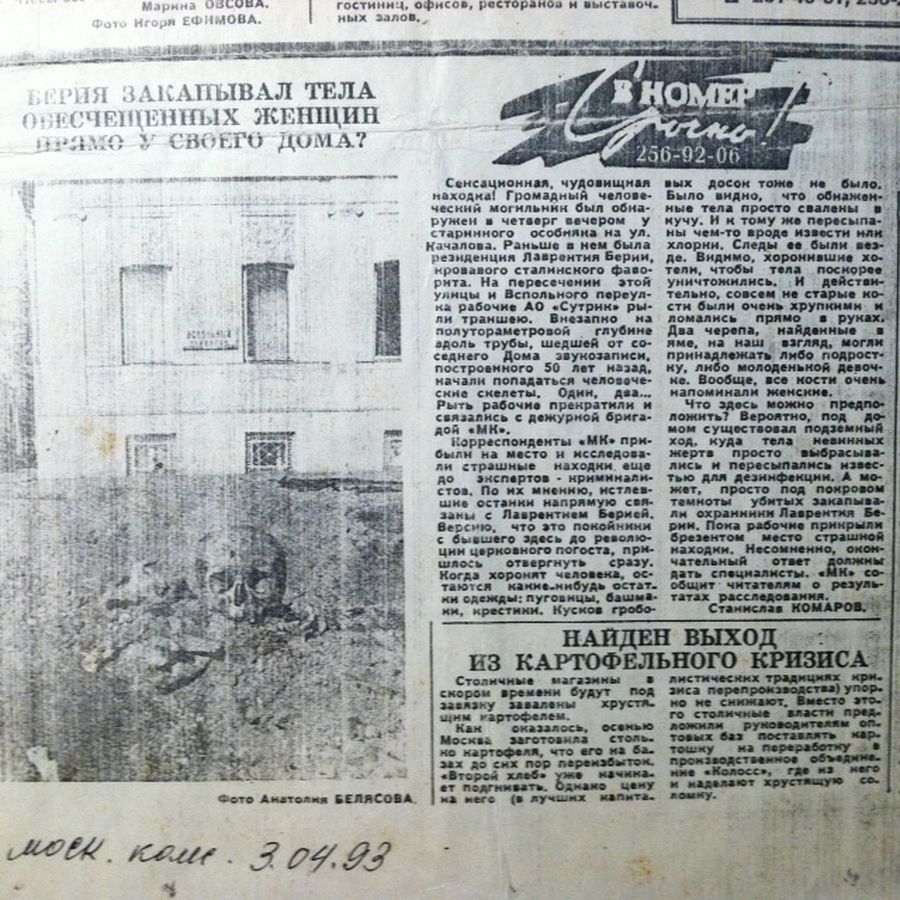 Марина ОВСОВА.
Фото Игоря ЕФИМОВА.
гостиниц, офисов, ресторанов и выставоч-
ных залов.
БЕРИЯ ЗАКАПЫВАЛ ТЕЛА
ОБЕСЧЕЩЕННЫХ ЖЕНЩИН
ПРЯМО У СВОЕГО ДОМА?
В НОМЕР
Срочно!
256-92-06
Сенсационная, чудовищная
находка! Громадный челове-
ческий могильник был обна-
ружен в четверг вечером у
старинного особняка на ул.
Качалова. Раньше в нем была
резиденция Лаврентия Берии,
кровавого сталинского фаво-
рита. На пересечении этой
улицы и Вспольного переул-
ка рабочие АО «Сутрик» ры-
ли траншею. Внезапно на
полутораметровой глубине
вдоль трубы, шедшей от со-
седнего Дома звукозаписи,
построенного 50 лет назад,
начали попадаться человече-
ские скелеты. Один, два...
Рыть рабочие прекратили и
связались с дежурной брига-
дой «МК».
Корреспонденты «МК» при-
были на место и исследова-
ли страшные находки еще
до экспертов - криминали-
стов. По их мнению, истлев-
шие останки напрямую свя-
заны с Лаврентием Берией.
Версию, что это покойники
с бывшего здесь до револю-
ции церковного погоста, при-
шлось отвергнуть сразу.
Когда хоронят человека, ос-
таются какие-нибудь остат-
ки одежды: пуговицы, башма-
ки, крестики. Кусков гробо-
вых досок тоже не было.
Было видно, что обнажен-
ные тела просто свалены в
кучу. И к тому же пересыпа-
ны чем-то вроде извести или
хлорки. Следы ее были вез-
де. Видимо, хоронившие хо-
тели, чтобы тела поскорее
уничтожились. И действи-
тельно, совсем не старые ко-
сти были очень хрупкими и
ломались прямо в руках.
Два черепа, найденные в
яме, на наш взгляд, могли
принадлежать либо подрост-
ку, либо молоденькой девоч-
ке. Вообще, все кости очень
напоминали женские.
Что здесь можно предпо-
ложить? Вероятно, под до-
мом существовал подземный
ход, куда тела невинных
жертв просто выбрасыва-
лись и пересыпались извес-
тью для дезинфекции. А мо-
жет, просто под покровом
темноты убитых закапыва-
ли охранники Лаврентия Бе-
рии. Пока рабочие прикрыли
брезентом место страшной
находки. Несомненно, окон-
чательный ответ должны
дать специалисты. «МК» со-
общит читателям о резуль-
татах расследования.
Станислав КОМАРОВ.
НАЙДЕН ВЫХОД
ИЗ КАРТОФЕЛЬНОГО КРИЗИСА
Столичные магазины в
скором времени будут под
завязку завалены хрустя-
щим картофелем.
Как оказалось, осенью
Москва заготовила столь-
ко картофеля, что его на ба-
зах до сих пор переизбыток.
«Второй хлеб» уже начина-
ет подгнивать. Однако цену
на него (в лучших капита-
листических традициях кри-
зиса перепроизводства) упор-
но не снижают. Вместо это-
го столичные власти пред-
ложили руководителям оп-
товых баз поставлять кар-
тошку на переработку в
производственное объедине-
ние «Колосс», где из него
и наделают хрустящую со-
ломку.
Фото Анатолия БЕЛЯСОВА.
моск. комс. 3.04.93